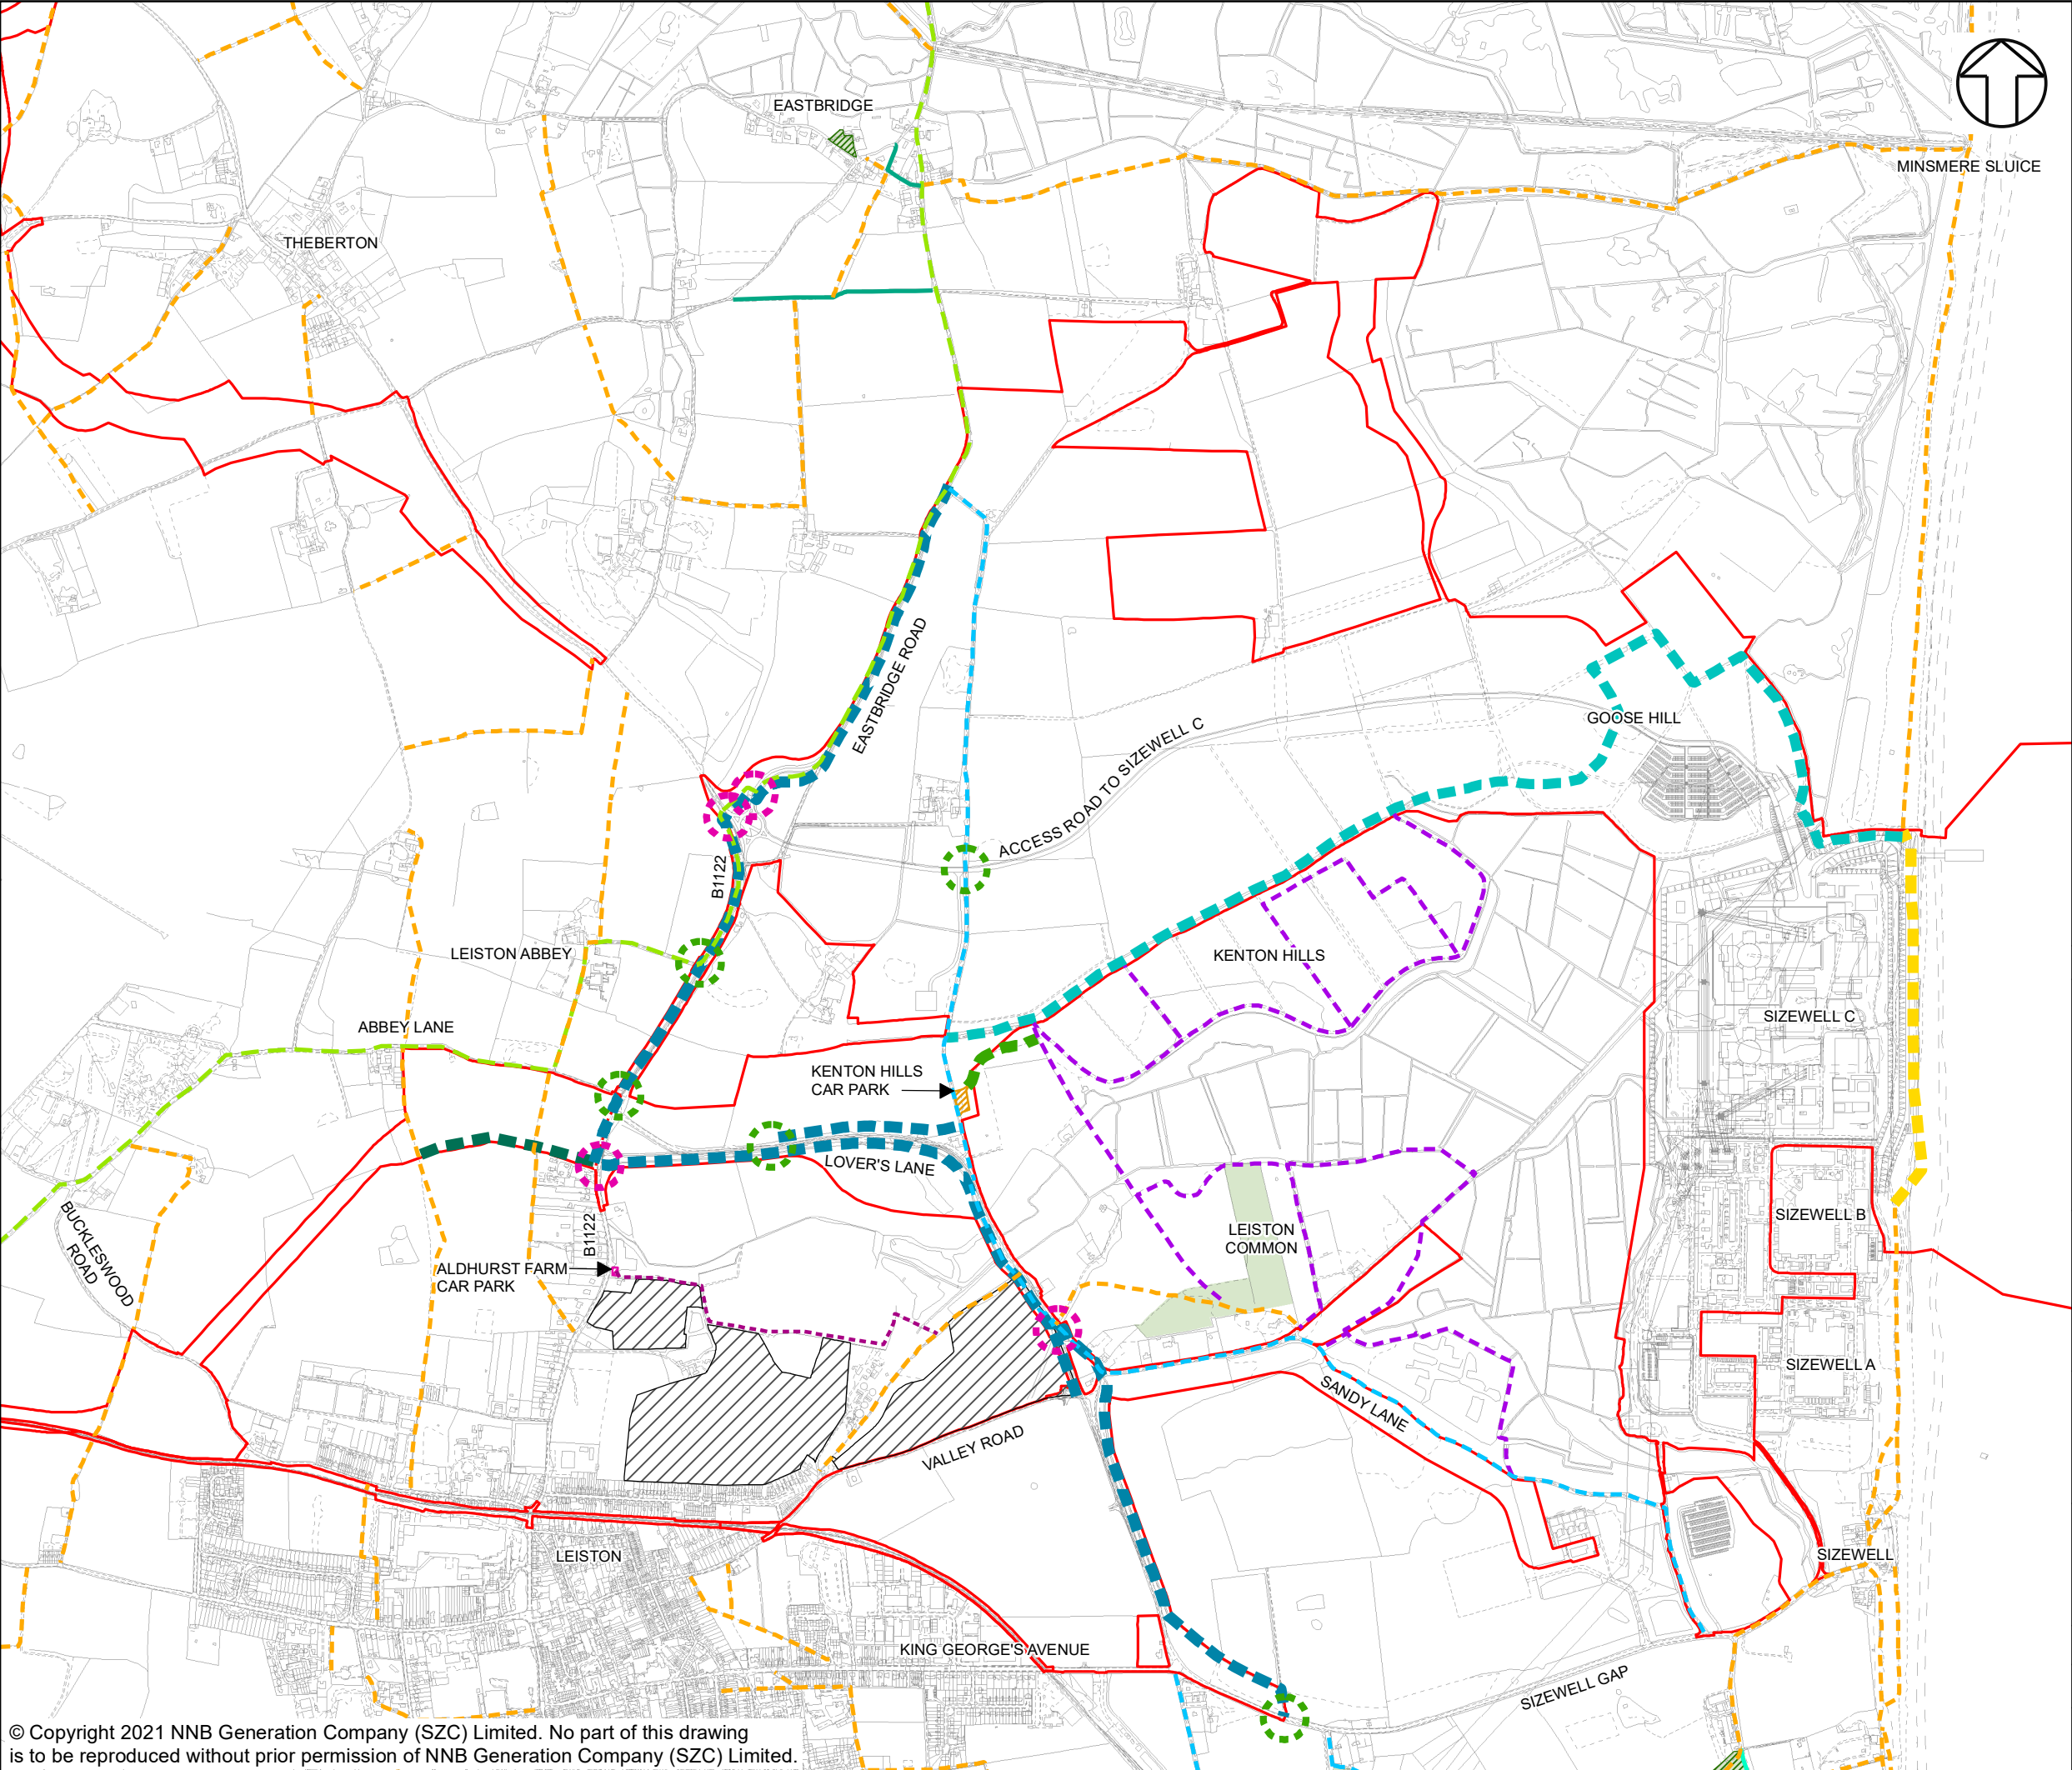 EASTBRIDGE
MINSMERE SLUICE
THEBERTON
EASTBRIDGE ROAD
GOOSE HILL
ACCESS ROAD TO SIZEWELL C
B1122
LEISTON ABBEY
KENTON HILLS
SIZEWELL C
ABBEY LANE
KENTON HILLS
CAR PARK
LOVER'S LANE
BUCKLESWOOD
ROAD
B1122
LEISTON
COMMON
SIZEWELL B
ALDHURST FARM
CAR PARK
SIZEWELL A
SANDY LANE
VALLEY ROAD
LEISTON
SIZEWELL
KING GEORGE'S AVENUE
SIZEWELL GAP
© Copyright 2021 NNB Generation Company (SZC) Limited. No part of this drawing
is to be reproduced without prior permission of NNB Generation Company (SZC) Limited.